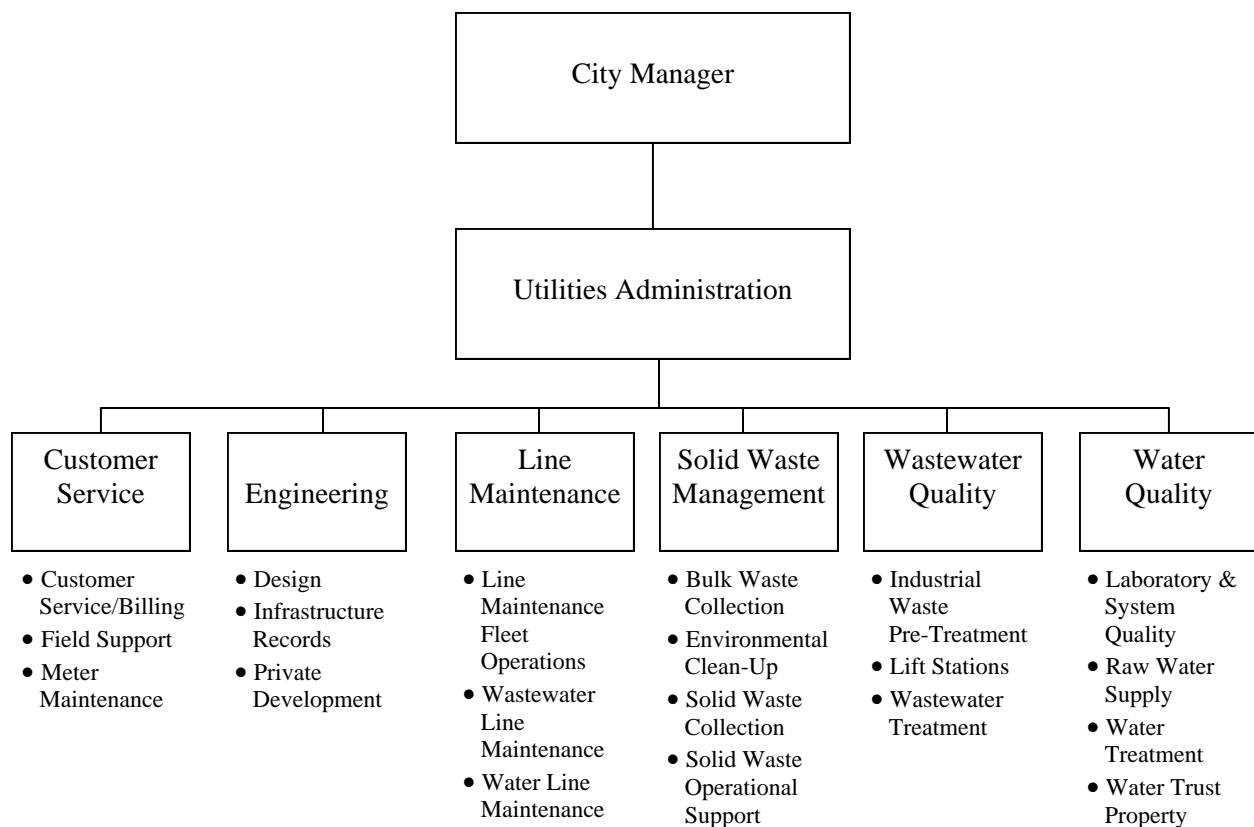 City Manager
Utilities Administration
Customer
Service
• Customer
Service/Billing
• Field Support
• Meter
Maintenance
Engineering
• Design
• Infrastructure
Records
• Private
Development
Line
Maintenance
• Line
Maintenance
Fleet
Operations
• Wastewater
Line
Maintenance
• Water Line
Maintenance
Solid Waste
Management
• Bulk Waste
Collection
• Environmental
Clean-Up
• Solid Waste
Collection
• Solid Waste
Operational
Support
Wastewater
Quality
• Industrial
Waste
Pre-Treatment
• Lift Stations
• Wastewater
Treatment
Water
Quality
• Laboratory &
System
Quality
• Raw Water
Supply
• Water
Treatment
• Water Trust
Property